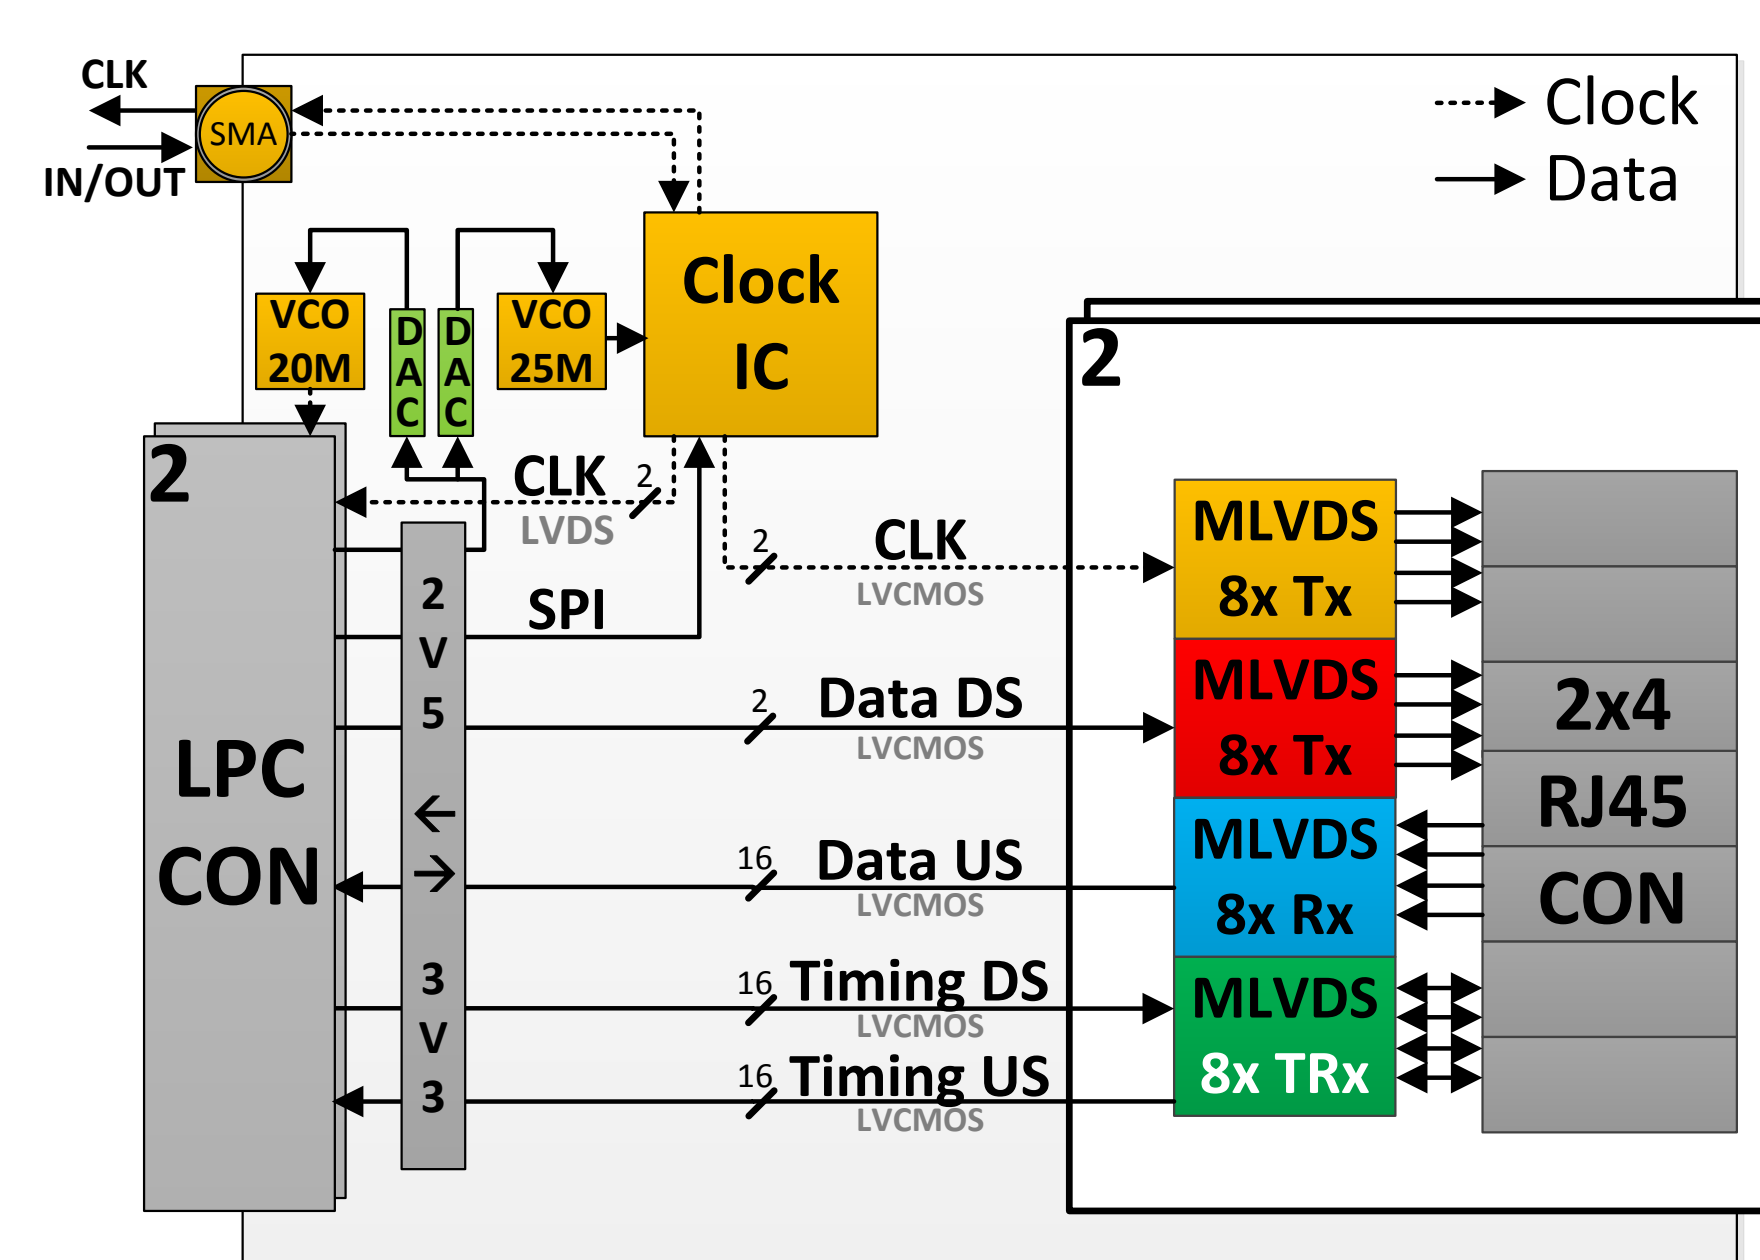 CLK
IN/OUT
SMA
Clock
Data
VCO
20M
D
A
C
D
A
C
VCO
25M
Clock
IC
2
2
CLK
2
LVDS
2
CLK
LVCMOS
SPI
2
Data DS
LVCMOS
16
Data US
LVCMOS
16
Timing DS
LVCMOS
16
Timing US
LVCMOS
LPC
CON
2
V
5
←
→
3
V
3
MLVDS
8x Tx
MLVDS
8x Tx
MLVDS
8x Rx
MLVDS
8x TRx
2x4
RJ45
CON